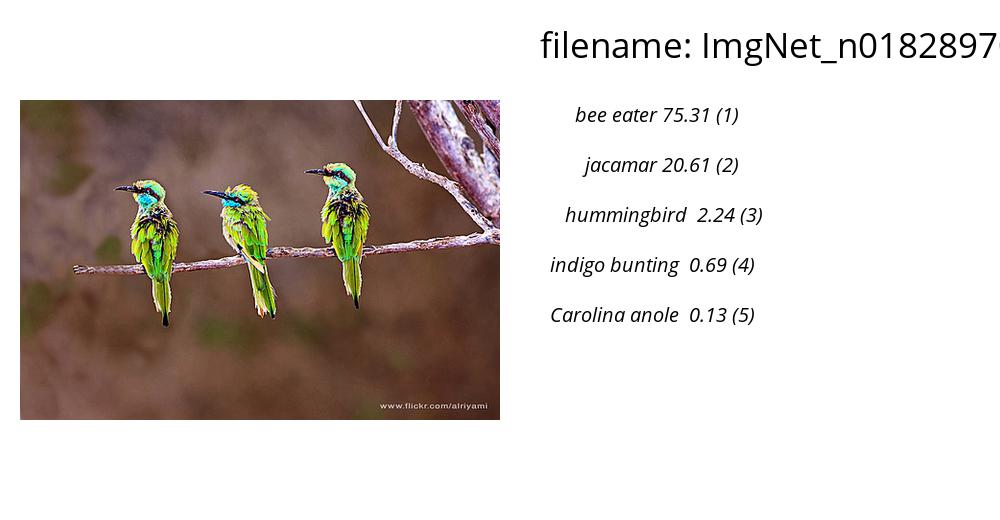 filename: ImgNet_n0182897
bee eater 75.31 (1)
jacamar 20.61 (2)
hummingbird 2.24 (3)
indigo bunting 0.69 (4)
Carolina anole 0.13 (5)
www.flickr.com/alriyami